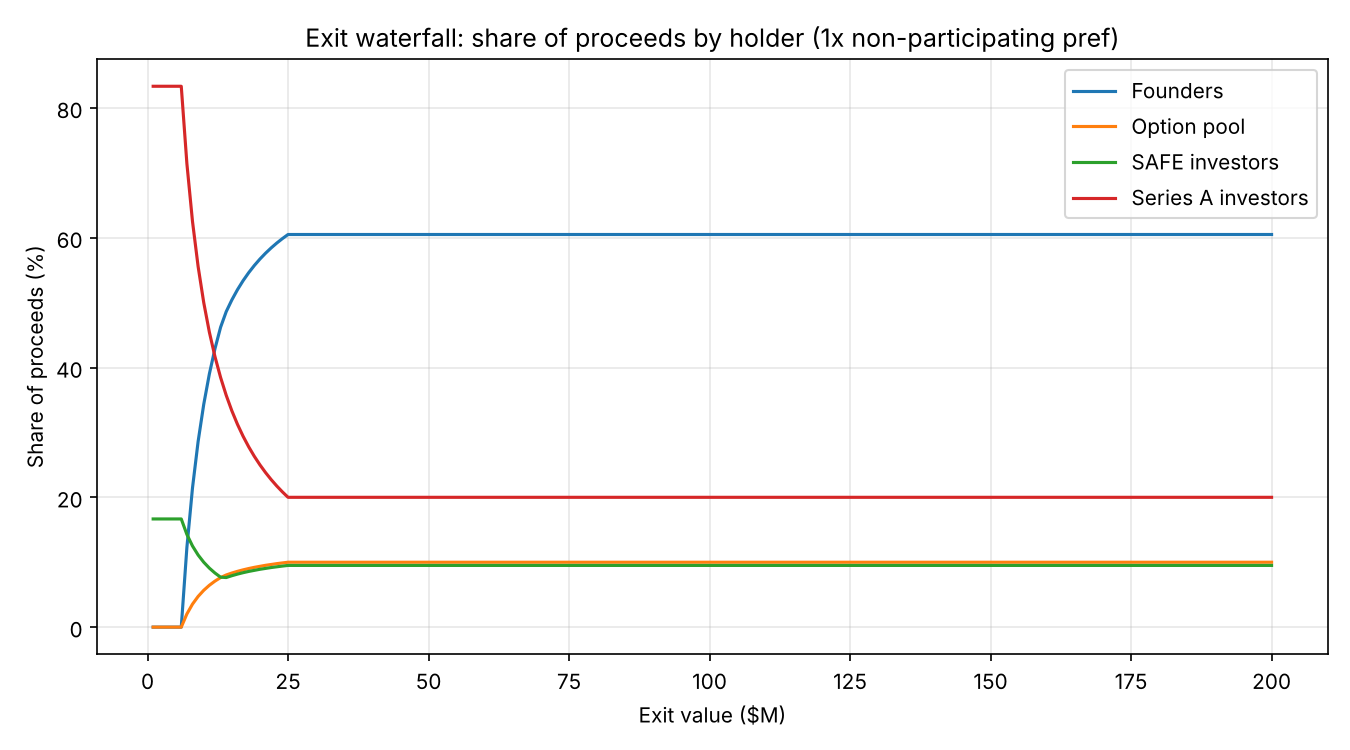 Exit waterfall: share of proceeds by holder (1x non-participating pref)
Founders
Option pool
SAFE investors
Series A investors
Share of proceeds (%)
80
60
40
20
0
0 25 50 75 100 125 150 175 200
Exit value ($M)